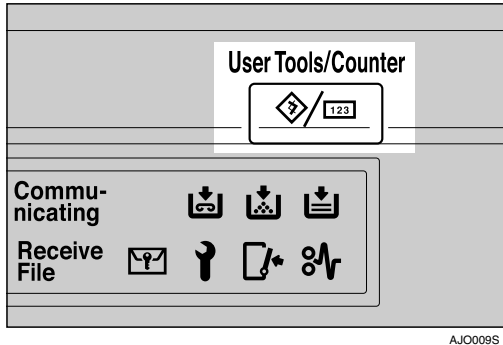 User Tools/Counter
123
Commu-
nicating
Receive
File
AJO009S